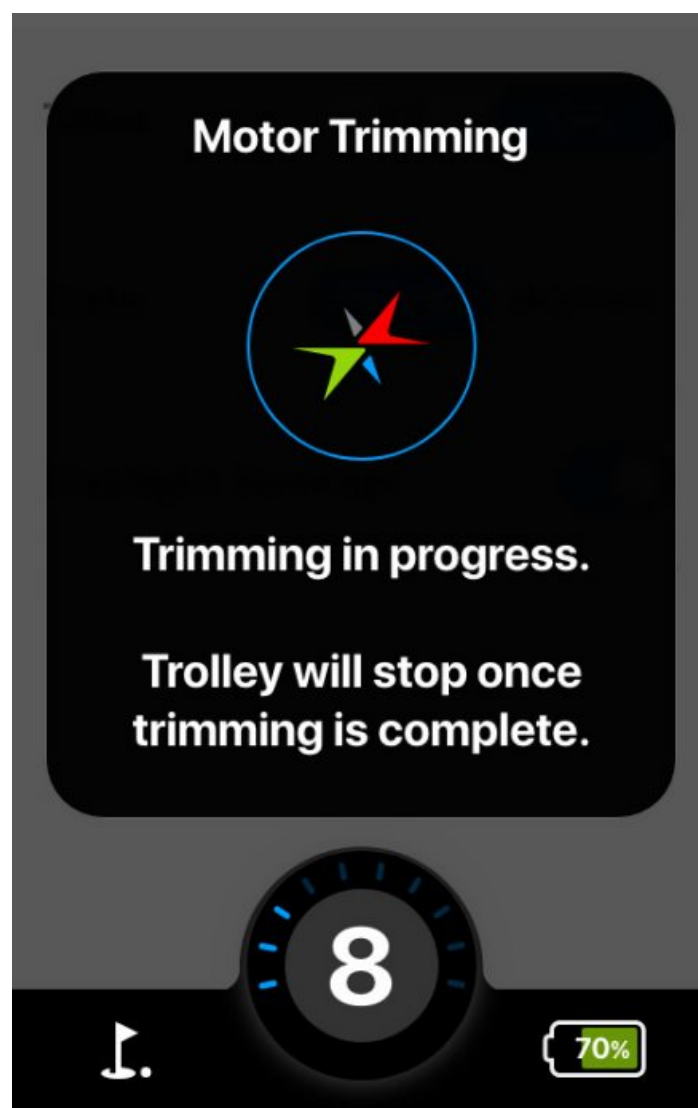 Motor Trimming
Trimming in progress.
Trolley will stop once
trimming is complete.
8
70%